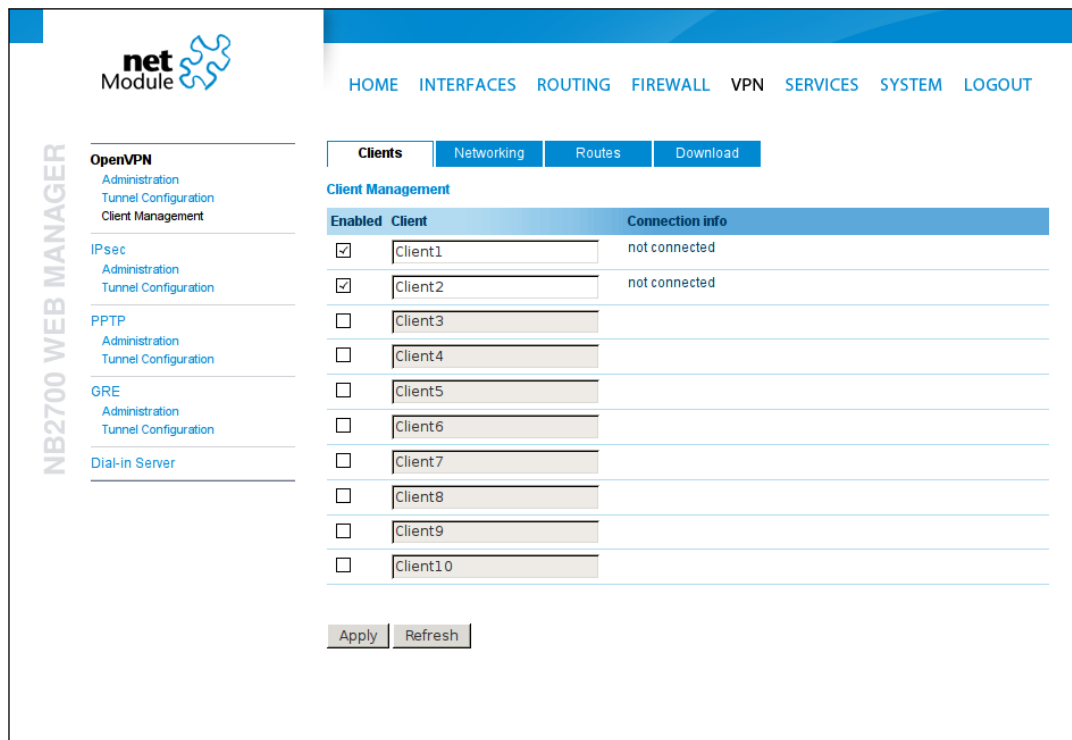 net
Module
HOME INTERFACES ROUTING FIREWALL VPN SERVICES SYSTEM LOGOUT
NB2700 WEB MANAGER
OpenVPN
Administration
Tunnel Configuration
Client Management
IPsec
Administration
Tunnel Configuration
PPTP
Administration
Tunnel Configuration
GRE
Administration
Tunnel Configuration
Dial-in Server
Clients Networking Routes Download
Client Management
Enabled Client Connection info
Client1 not connected
Client2 not connected
Client3
Client4
Client5
Client6
Client7
Client8
Client9
Client10
Apply Refresh